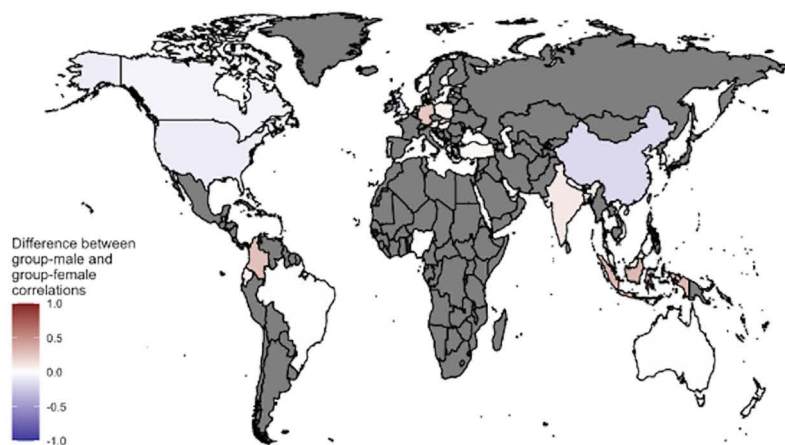 Difference between
group-male and
group-female
correlations
1.0
0.5
0.0
-0.5
-1.0